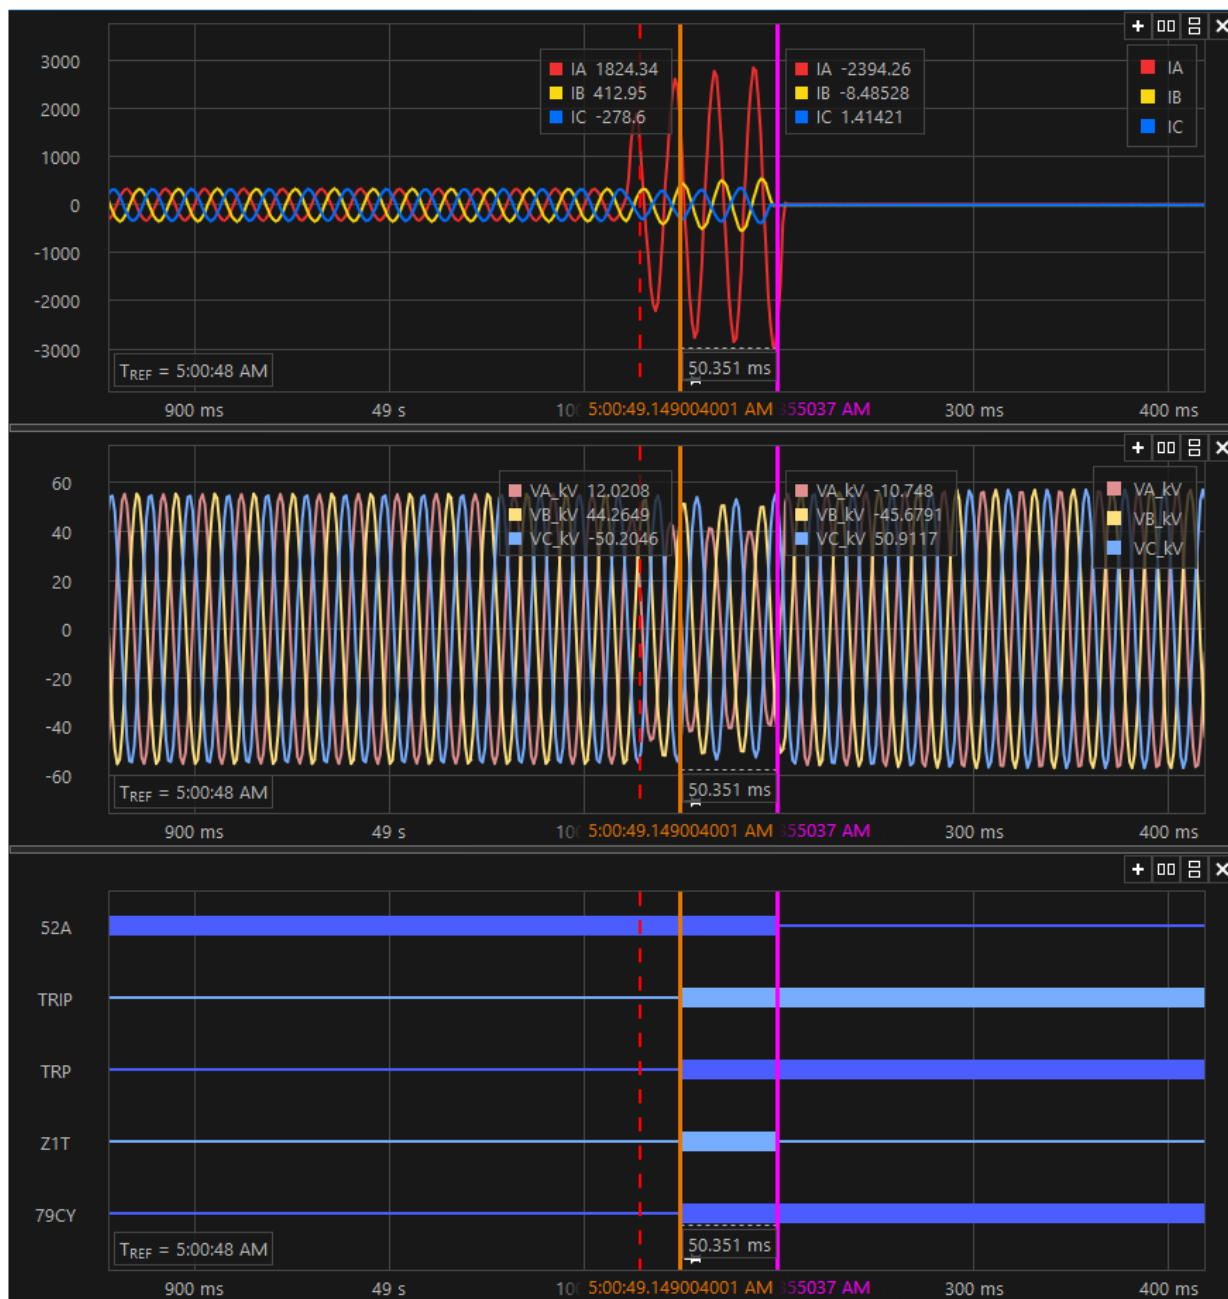 3000
2000
1000
0
-1000
-2000
-3000
IA 1824.34
IB 412.95
IC -278.6
IA -2394.26
IB -8.48528
IC 1.41421
IA
IB
IC
TREF = 5:00:48 AM
50.351 ms
900 ms
49 s
5:00:49.149004001 AM
355037 AM
300 ms
400 ms
60
40
20
0
-20
-40
-60
VA_kV 12.0208
VB_kV 44.2649
VC_kV -50.2046
VA_kV -10.748
VB_kV -45.6791
VC_kV 50.9117
VA_kV
VB_kV
VC_kV
TREF = 5:00:48 AM
50.351 ms
900 ms
49 s
5:00:49.149004001 AM
355037 AM
300 ms
400 ms
52A
TRIP
TRP
Z1T
79CY
TREF = 5:00:48 AM
50.351 ms
900 ms
49 s
5:00:49.149004001 AM
355037 AM
300 ms
400 ms